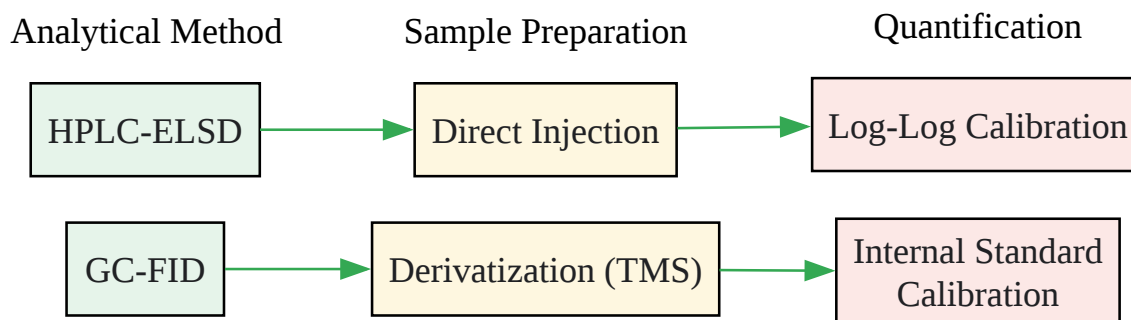 Analytical Method
Sample Preparation
Quantification
HPLC-ELSD
Direct Injection
Log-Log Calibration
GC-FID
Derivatization (TMS)
Internal Standard
Calibration